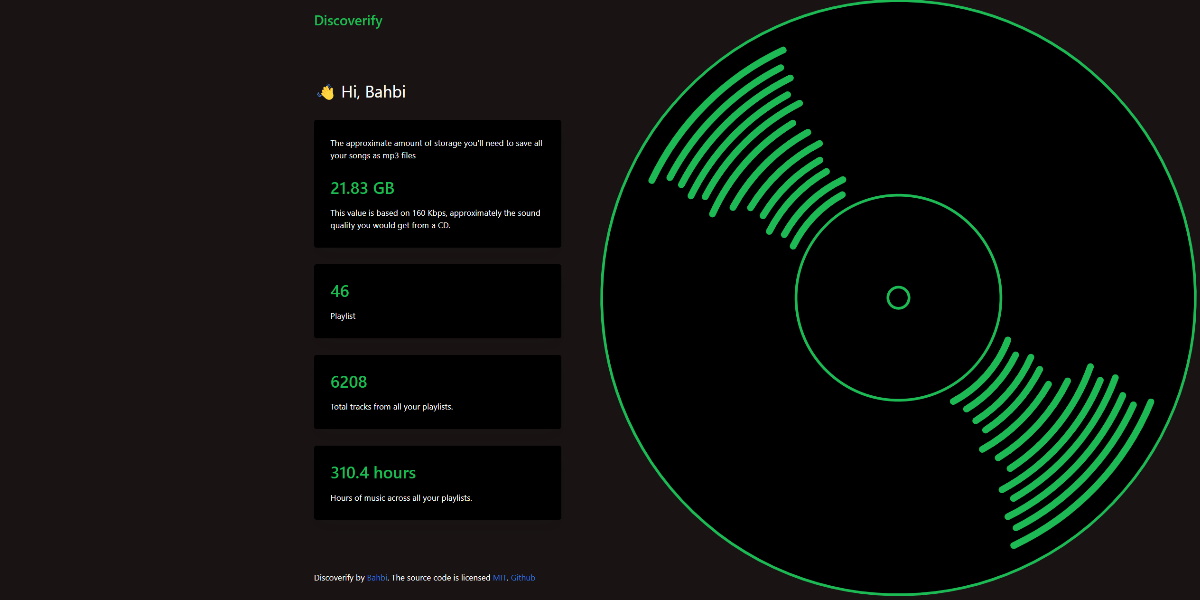 Discoverify
👋 Hi, Bahbi
The approximate amount of storage you'll need to save all
your songs as mp3 files
21.83 GB
This value is based on 160 Kbps, approximately the sound
quality you would get from a CD.
46
Playlist
6208
Total tracks from all your playlists.
310.4 hours
Hours of music across all your playlists.
Discoverify by Bahbi. The source code is licensed MIT. Github